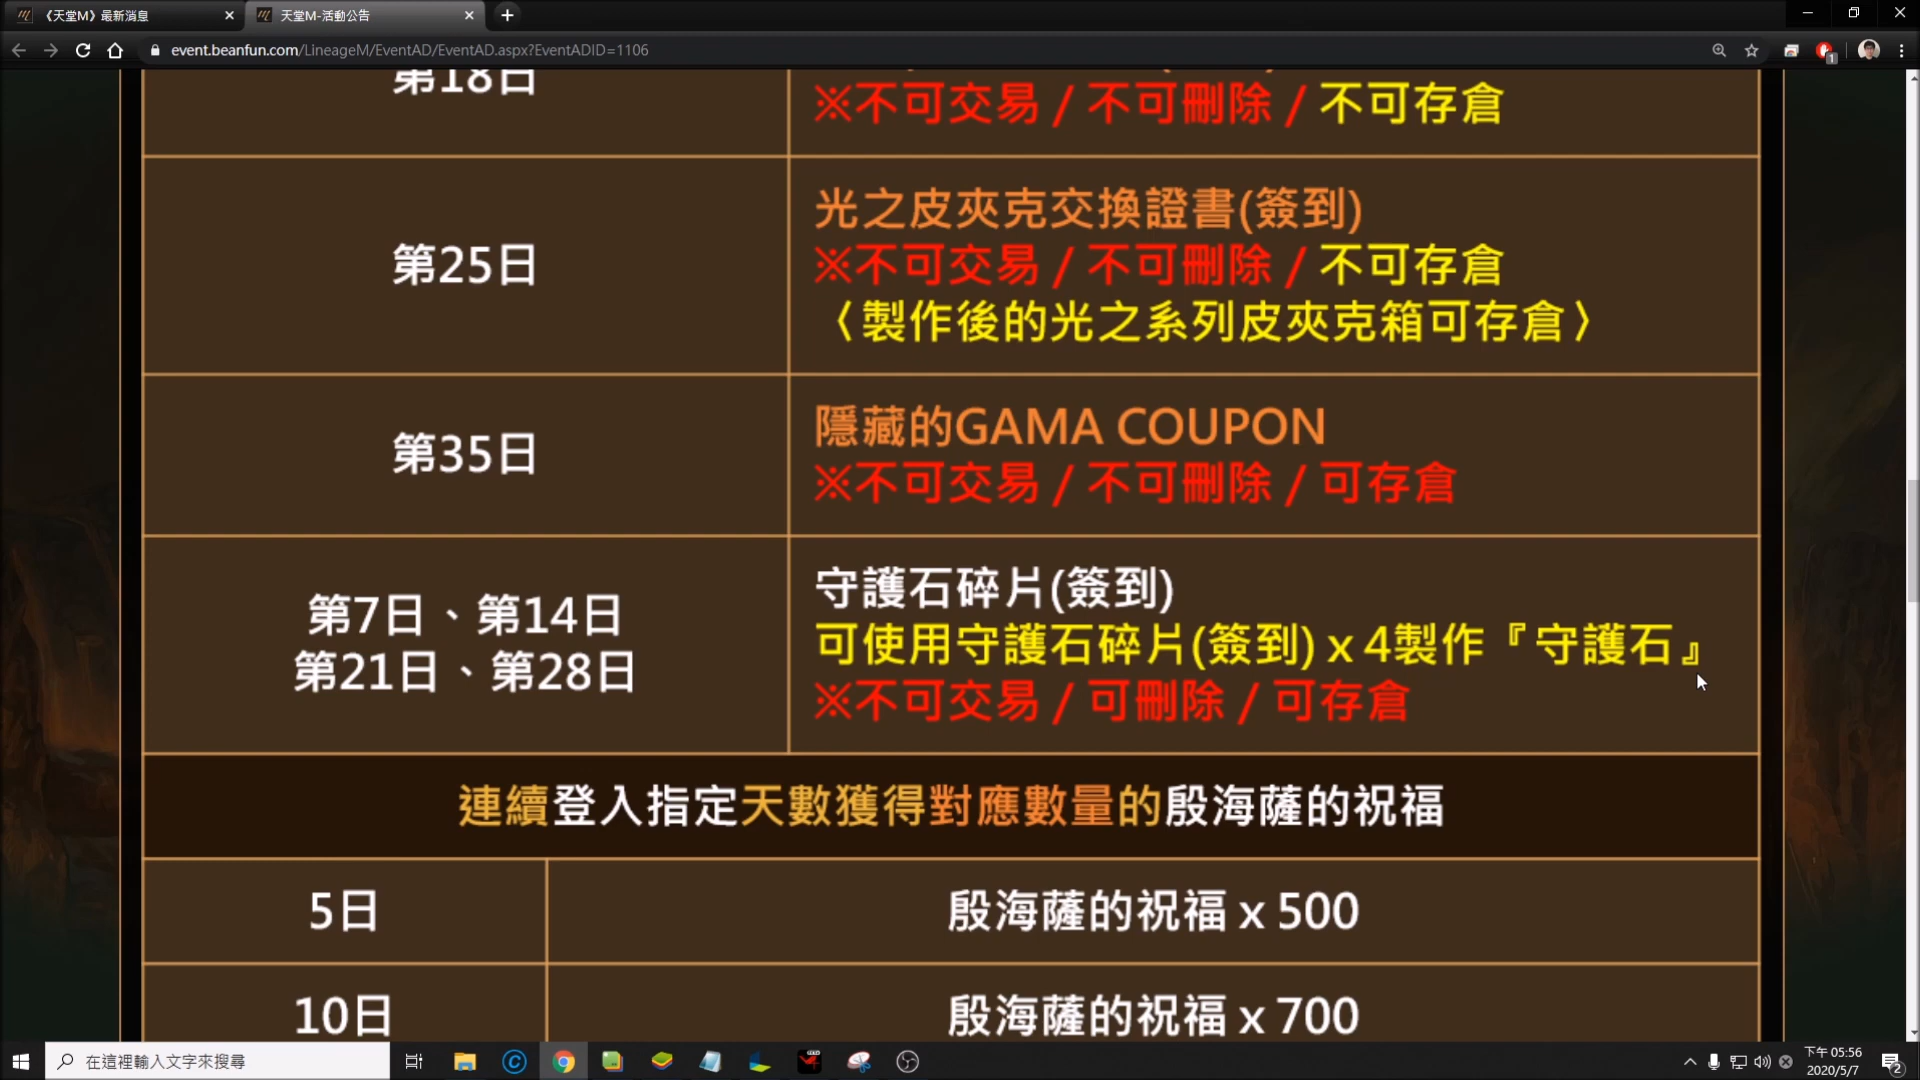 《天堂M》最新消息
天堂M-活動公告
event.beanfun.com/LineageM/EventAD/EventAD.aspx?EventADID=1106
1
第18日
※不可交易 / 不可刪除 / 不可存倉
第25日
光之皮夾克交換證書(簽到)
※不可交易 / 不可刪除 / 不可存倉
〈製作後的光之系列皮夾克箱可存倉〉
第35日
隱藏的GAMA COUPON
※不可交易 / 不可刪除 / 可存倉
第7日、第14日
第21日、第28日
守護石碎片(簽到)
可使用守護石碎片(簽到) x 4製作『守護石』
※不可交易 / 可刪除 / 可存倉
連續登入指定天數獲得對應數量的殷海薩的祝福
5日
殷海薩的祝福 x 500
10日
殷海薩的祝福 x 700
在這裡輸入文字來搜尋
下午 05:56
2020/5/7
2